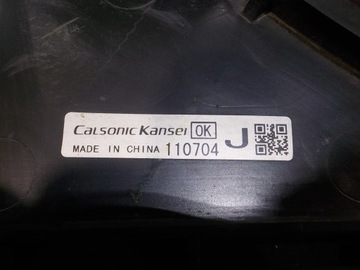 Calsonic Kansei OK J
MADE IN CHINA 110704